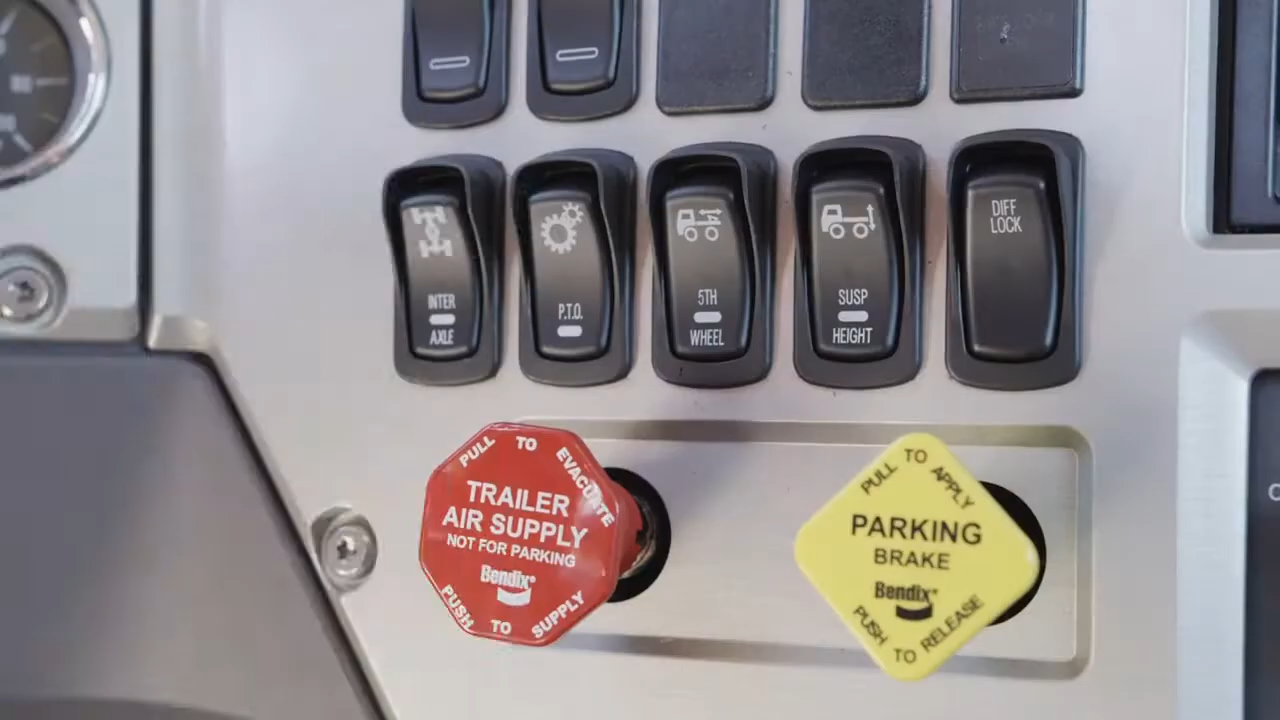 INTER
AXLE
P.T.O.
5TH
WHEEL
SUSP
HEIGHT
DIFF
LOCK
PULL TO EVACUATE
TRAILER
AIR SUPPLY
NOT FOR PARKING
Bendix
PUSH TO SUPPLY
PULL TO APPLY
PARKING
BRAKE
Bendix
PUSH TO RELEASE